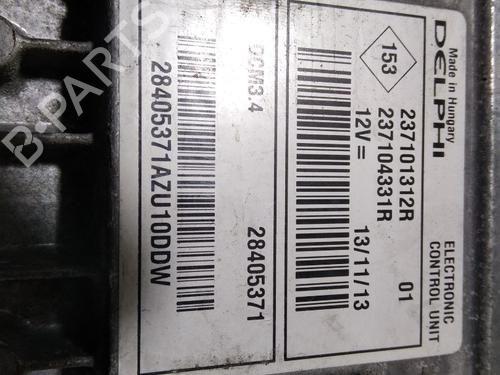 DELPHI
Made in Hungary
ELECTRONIC
CONTROL UNIT
153
237101312R 01
237104331R
12V= 13/11/13
DCM3.4 28405371
28405371AZU10DDW
B-PARTS